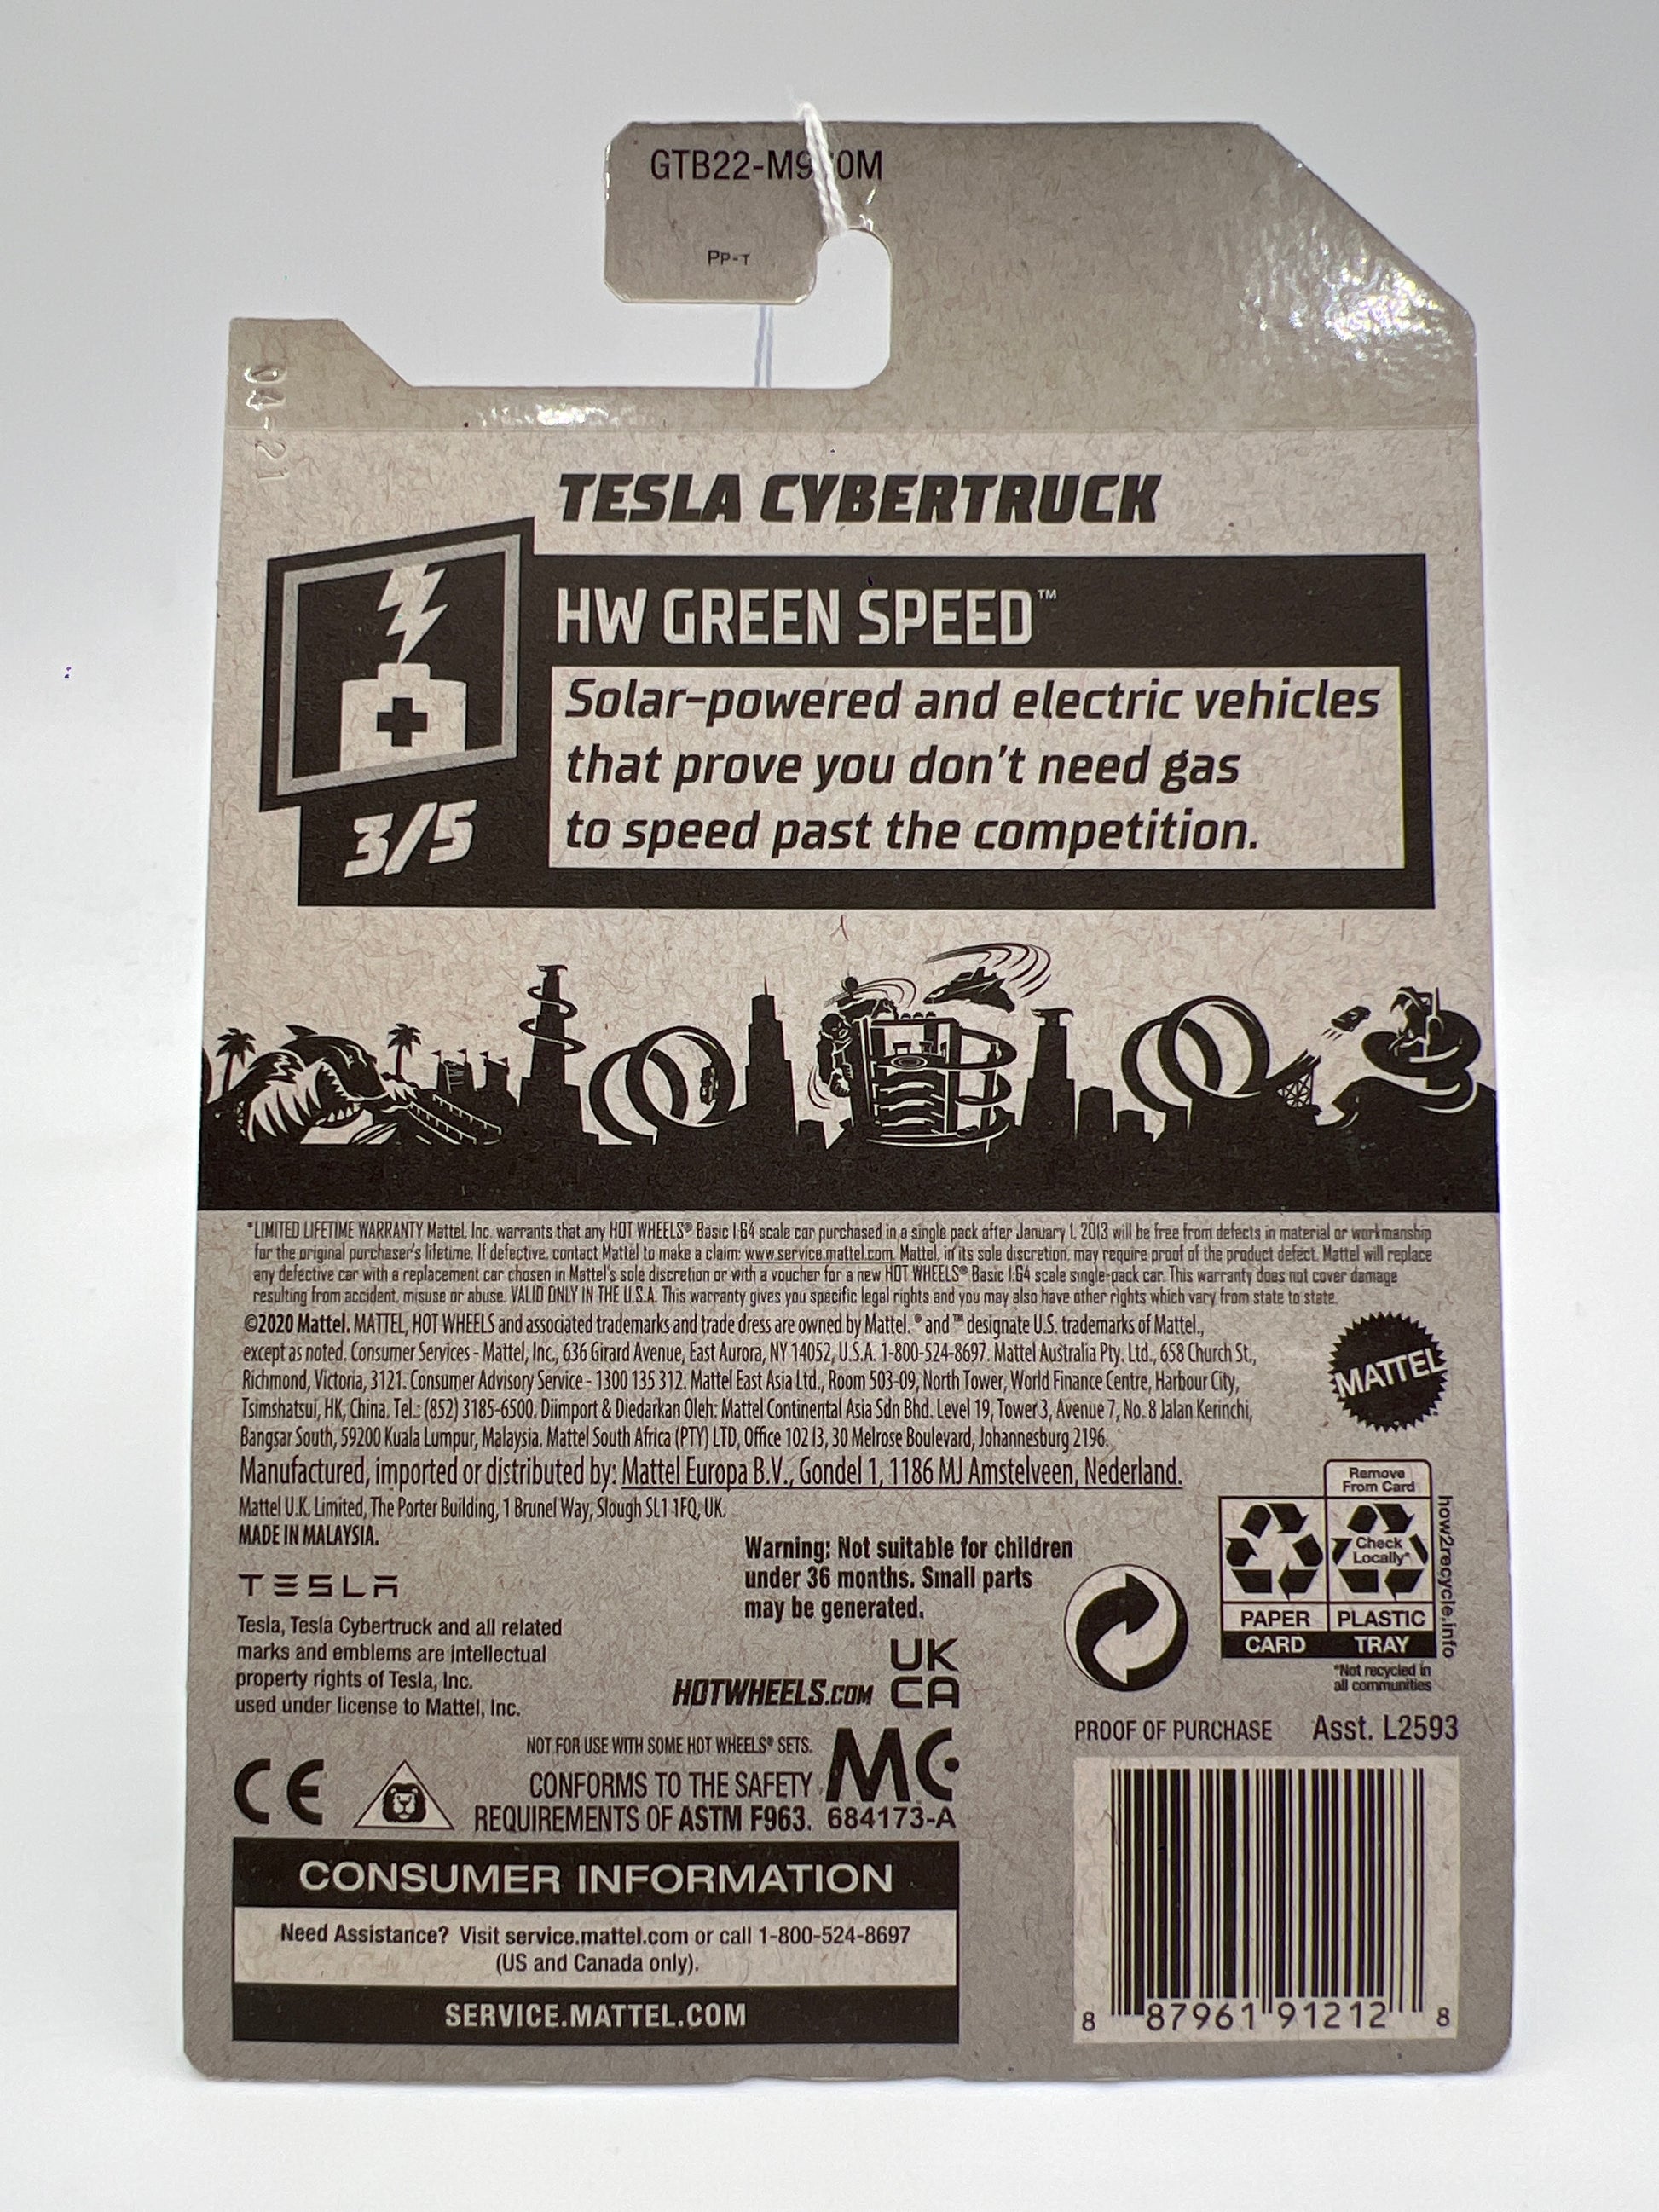 GTB22-M9 0M
PP-T
04-21
TESLA CYBERTRUCK
HW GREEN SPEED™
3/5
Solar-powered and electric vehicles
that prove you don't need gas
to speed past the competition.
*LIMITED LIFETIME WARRANTY Mattel, Inc. warrants that any HOT WHEELS® Basic 1:64 scale car purchased in a single pack after January 1, 2013 will be free from defects in material or workmanship
for the original purchaser's lifetime. If defective, contact Mattel to make a claim: www.service.mattel.com. Mattel, in its sole discretion, may require proof of the product defect. Mattel will replace
any defective car with a replacement car chosen in Mattel's sole discretion or with a voucher for a new HOT WHEELS® Basic 1:64 scale single-pack car. This warranty does not cover damage
resulting from accident, misuse or abuse. VALID ONLY IN THE U.S.A. This warranty gives you specific legal rights and you may also have other rights which vary from state to state.
©2020 Mattel. MATTEL, HOT WHEELS and associated trademarks and trade dress are owned by Mattel. ® and ™ designate U.S. trademarks of Mattel.,
except as noted. Consumer Services - Mattel, Inc., 636 Girard Avenue, East Aurora, NY 14052, U.S.A. 1-800-524-8697. Mattel Australia Pty. Ltd., 658 Church St.,
Richmond, Victoria, 3121. Consumer Advisory Service - 1300 135 312. Mattel East Asia Ltd., Room 503-09, North Tower, World Finance Centre, Harbour City,
Tsimshatsui, HK, China. Tel.: (852) 3185-6500. Diimport & Diedarkan Oleh: Mattel Continental Asia Sdn Bhd. Level 19, Tower 3, Avenue 7, No. 8 Jalan Kerinchi,
Bangsar South, 59200 Kuala Lumpur, Malaysia. Mattel South Africa (PTY) LTD, Office 102 I3, 30 Melrose Boulevard, Johannesburg 2196.
Manufactured, imported or distributed by: Mattel Europa B.V., Gondel 1, 1186 MJ Amstelveen, Nederland.
Mattel U.K. Limited, The Porter Building, 1 Brunel Way, Slough SL1 1FQ, UK.
MADE IN MALAYSIA.
MATTEL
TESLA
Tesla, Tesla Cybertruck and all related
marks and emblems are intellectual
property rights of Tesla, Inc.
used under license to Mattel, Inc.
Warning: Not suitable for children
under 36 months. Small parts
may be generated.
HOTWHEELS.COM
UK
CA
Remove
From Card
Check
Locally*
PAPER
CARD
PLASTIC
TRAY
*Not recycled in
all communities
how2recycle.info
CE
NOT FOR USE WITH SOME HOT WHEELS® SETS.
CONFORMS TO THE SAFETY
REQUIREMENTS OF ASTM F963.
MC
684173-A
PROOF OF PURCHASE
Asst. L2593
8 87961 91212 8
CONSUMER INFORMATION
Need Assistance? Visit service.mattel.com or call 1-800-524-8697
(US and Canada only).
SERVICE.MATTEL.COM